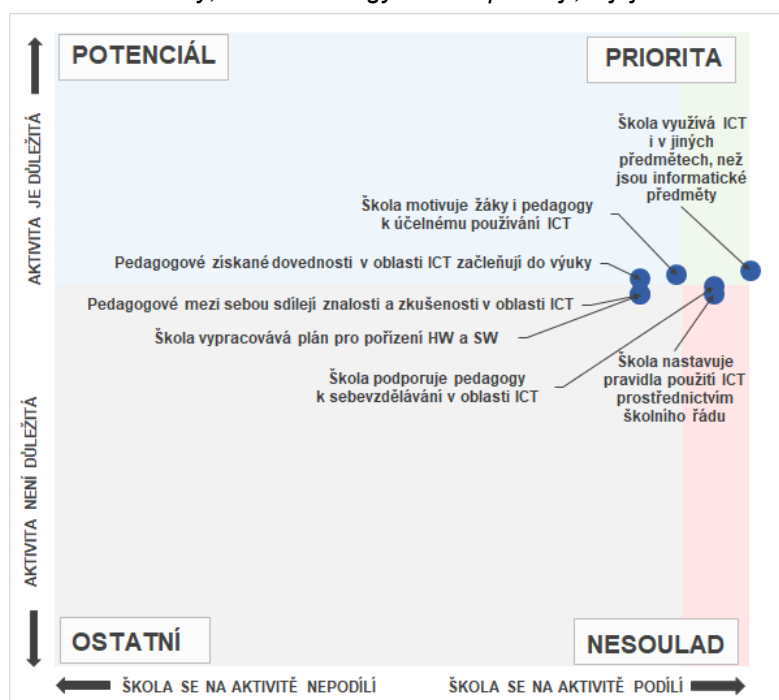 POTENCIÁL
PRIORITA
Škola využívá ICT
i v jiných
předmětech, než
jsou informatické
předměty
Škola motivuje žáky i pedagogy
k účelnému používání ICT
Pedagogové získané dovednosti v oblasti ICT začleňují do výuky
Pedagogové mezi sebou sdílejí znalosti a zkušenosti v oblasti ICT
Škola vypracovává plán pro pořízení HW a SW
Škola podporuje pedagogy
k sebevzdělávání v oblasti ICT
Škola nastavuje
pravidla použití ICT
prostřednictvím
školního řádu
AKTIVITA JE DŮLEŽITÁ
AKTIVITA NENÍ DŮLEŽITÁ
OSTATNÍ
NESOULAD
ŠKOLA SE NA AKTIVITĚ NEPODÍLÍ
ŠKOLA SE NA AKTIVITĚ PODÍLÍ